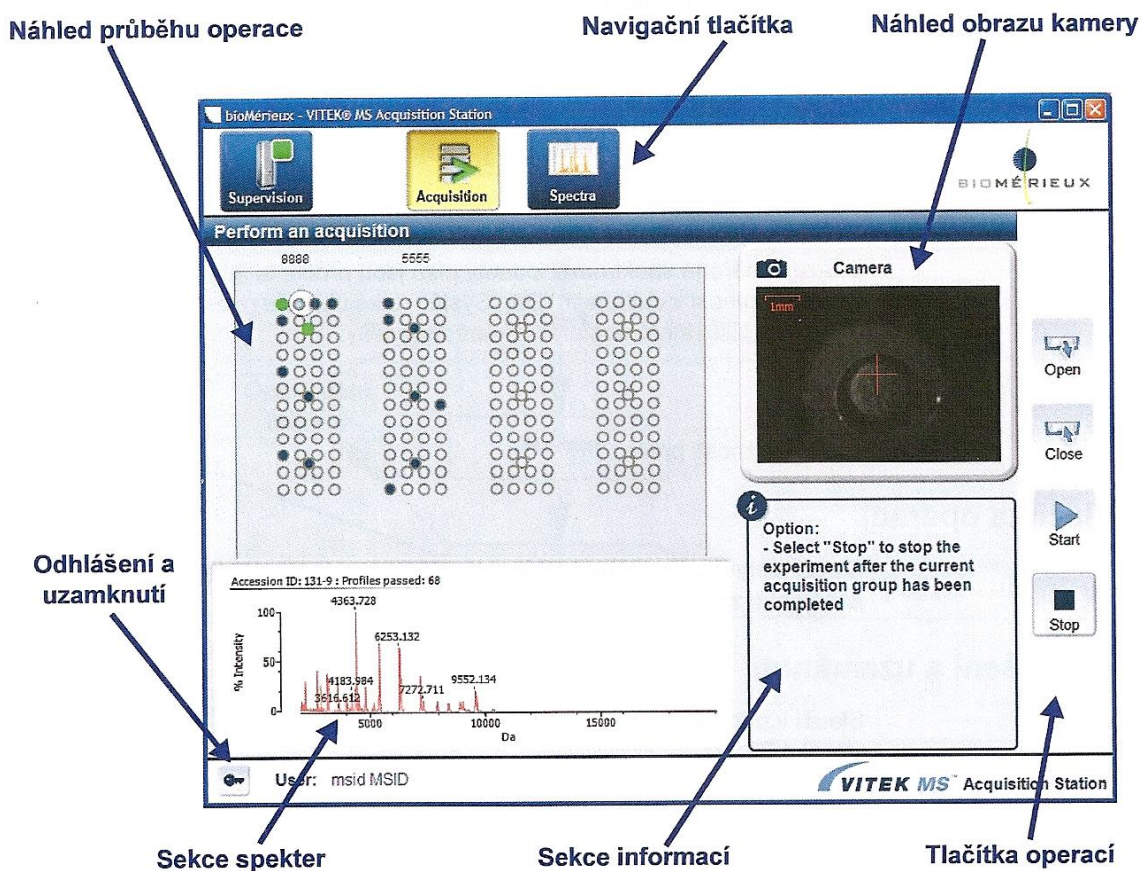 Náhled průběhu operace
Navigační tlačítka
Náhled obrazu kamery
bioMérieux - VITEK® MS Acquisition Station
Supervision
Acquisition
Spectra
BIOMÉRIEUX
Perform an acquisition
8888
5555
Camera
1mm
Open
Close
Start
Stop
i
Option:
- Select "Stop" to stop the
experiment after the current
acquisition group has been
completed
Odhlášení a
uzamknutí
Accession ID: 131-9 : Profiles passed: 68
% Intensity
100
50
0
4363.728
6253.132
4183.984
3616.612
7272.711
9552.134
5000
10000
15000
Da
User: msid MSID
VITEK MS™ Acquisition Station
Sekce spekter
Sekce informací
Tlačítka operací